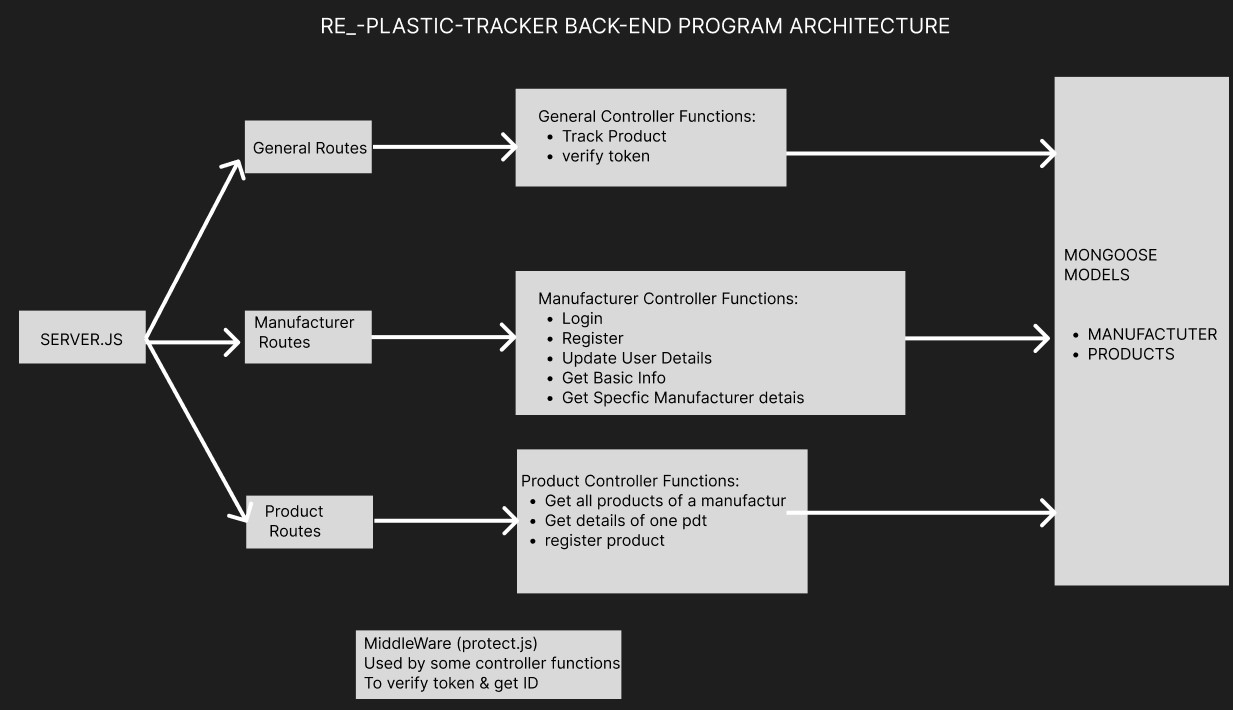 RE_-PLASTIC-TRACKER BACK-END PROGRAM ARCHITECTURE
General Routes
General Controller Functions:
• Track Product
• verify token
SERVER.JS
Manufacturer
Routes
Manufacturer Controller Functions:
• Login
• Register
• Update User Details
• Get Basic Info
• Get Specfic Manufacturer detais
Product
Routes
Product Controller Functions:
• Get all products of a manufactur
• Get details of one pdt
• register product
MONGOOSE
MODELS
• MANUFACTUTER
• PRODUCTS
MiddleWare (protect.js)
Used by some controller functions
To verify token & get ID